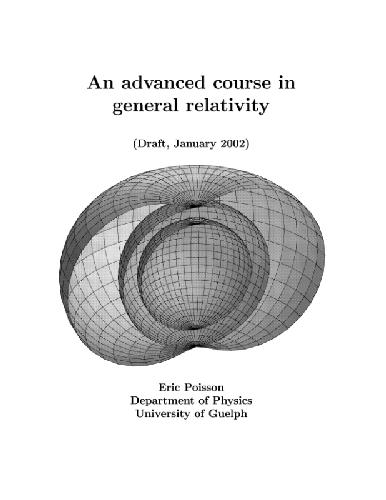 An advanced course in
general relativity
(Draft, January 2002)
Eric Poisson
Department of Physics
University of Guelph